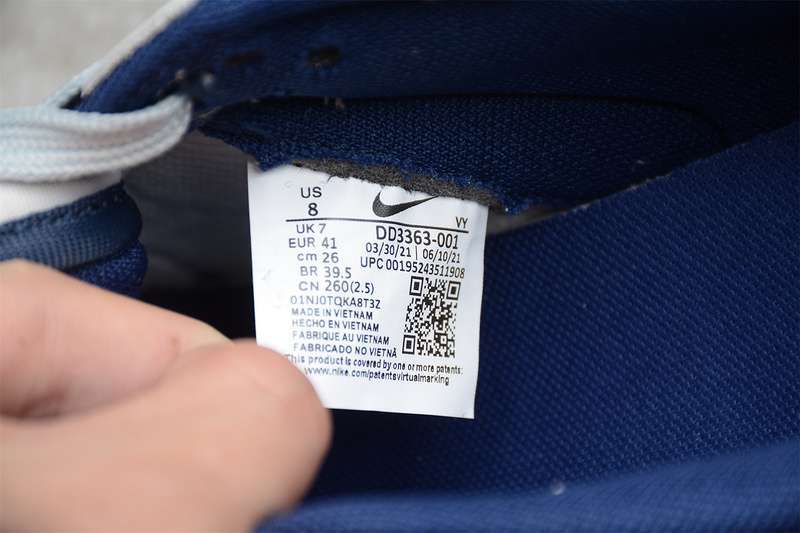 US
8
VY
UK 7
DD3363-001
EUR 41
03/30/21 | 06/10/21
cm 26
UPC 00195243511908
BR 39.5
CN 260(2.5)
01NJ0TQKA8T3Z
MADE IN VIETNAM
HECHO EN VIETNAM
FABRIQUE AU VIETNAM
FABRICADO NO VIETNÃ
This product is covered by one or more patents:
www.nike.com/patentsvirtualmarking